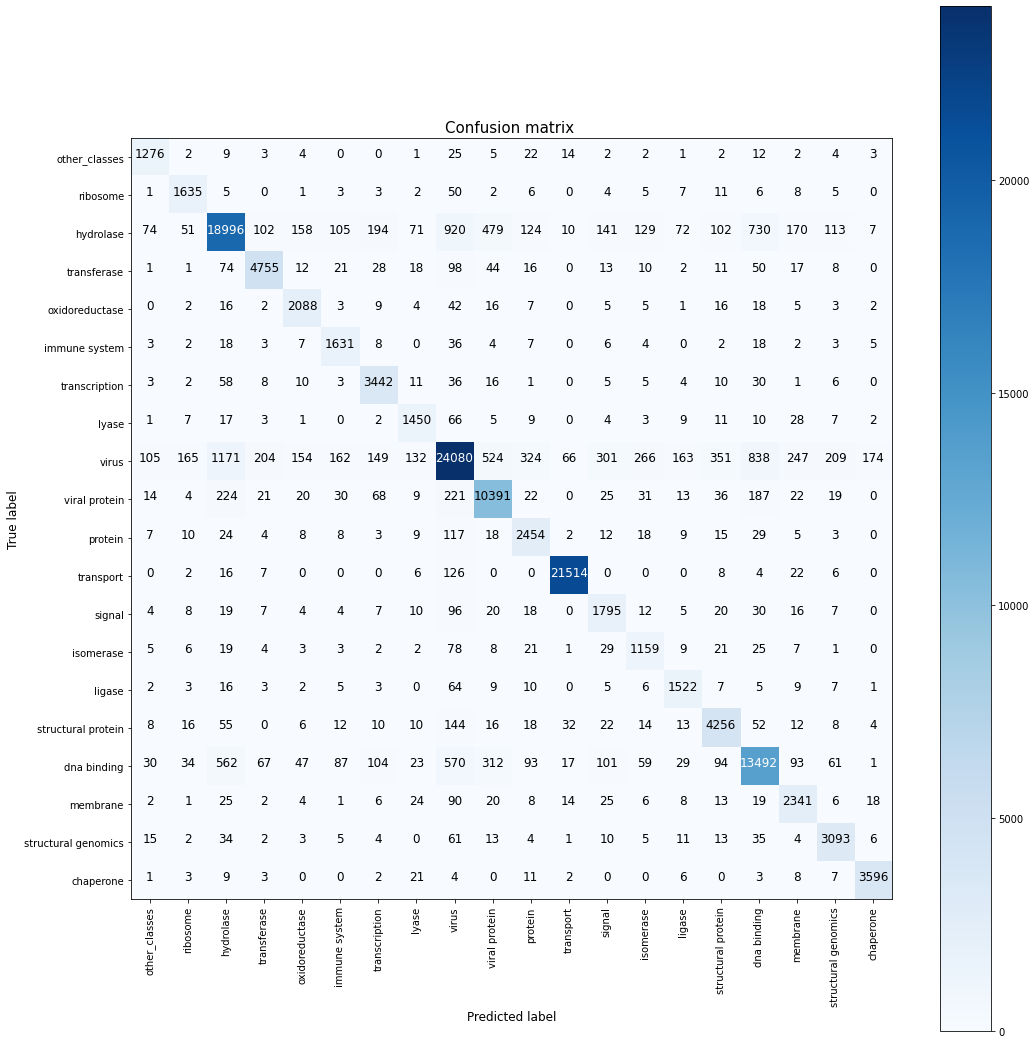 Confusion matrix
other_classes 1276 2 9 3 4 0 0 1 25 5 22 14 2 2 1 2 12 2 4 3
ribosome 1 1635 5 0 1 3 3 2 50 2 6 0 4 5 7 11 6 8 5 0
hydrolase 74 51 18996 102 158 105 194 71 920 479 124 10 141 129 72 102 730 170 113 7
transferase 1 1 74 4755 12 21 28 18 98 44 16 0 13 10 2 11 50 17 8 0
oxidoreductase 0 2 16 2 2088 3 9 4 42 16 7 0 5 5 1 16 18 5 3 2
immune system 3 2 18 3 7 1631 8 0 36 4 7 0 6 4 0 2 18 2 3 5
transcription 3 2 58 8 10 3 3442 11 36 16 1 0 5 5 4 10 30 1 6 0
lyase 1 7 17 3 1 0 2 1450 66 5 9 0 4 3 9 11 10 28 7 2
virus 105 165 1171 204 154 162 149 132 24080 524 324 66 301 266 163 351 838 247 209 174
viral protein 14 4 224 21 20 30 68 9 221 10391 22 0 25 31 13 36 187 22 19 0
protein 7 10 24 4 8 8 3 9 117 18 2454 2 12 18 9 15 29 5 3 0
transport 0 2 16 7 0 0 0 6 126 0 0 21514 0 0 0 8 4 22 6 0
signal 4 8 19 7 4 4 7 10 96 20 18 0 1795 12 5 20 30 16 7 0
isomerase 5 6 19 4 3 3 2 2 78 8 21 1 29 1159 9 21 25 7 1 0
ligase 2 3 16 3 2 5 3 0 64 9 10 0 5 6 1522 7 5 9 7 1
structural protein 8 16 55 0 6 12 10 10 144 16 18 32 22 14 13 4256 52 12 8 4
dna binding 30 34 562 67 47 87 104 23 570 312 93 17 101 59 29 94 13492 93 61 1
membrane 2 1 25 2 4 1 6 24 90 20 8 14 25 6 8 13 19 2341 6 18
structural genomics 15 2 34 2 3 5 4 0 61 13 4 1 10 5 11 13 35 4 3093 6
chaperone 1 3 9 3 0 0 2 21 4 0 11 2 0 0 6 0 3 8 7 3596
other_classes
ribosome
hydrolase
transferase
oxidoreductase
immune system
transcription
lyase
virus
viral protein
protein
transport
signal
isomerase
ligase
structural protein
dna binding
membrane
structural genomics
chaperone
Predicted label
True label
20000
15000
10000
5000
0